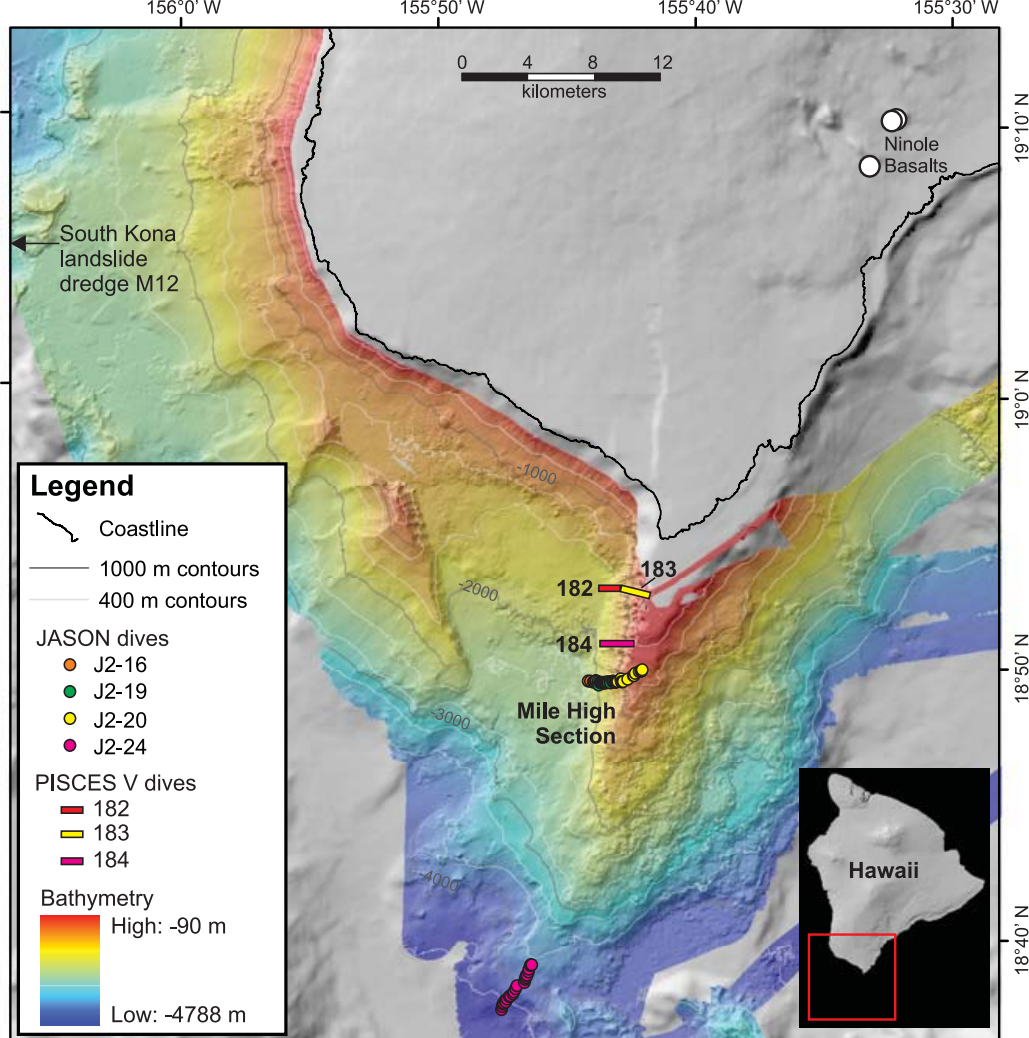 156°0' W
155°50' W
155°40' W
155°30' W
0 4 8 12
kilometers
19°10' N
Ninole
Basalts
South Kona
landslide
dredge M12
19°0' N
-1000
183
182
-2000
184
18°50' N
Mile High
Section
-3000
-4000
18°40' N
Legend
Coastline
1000 m contours
400 m contours
JASON dives
J2-16
J2-19
J2-20
J2-24
PISCES V dives
182
183
184
Bathymetry
High: -90 m
Low: -4788 m
Hawaii